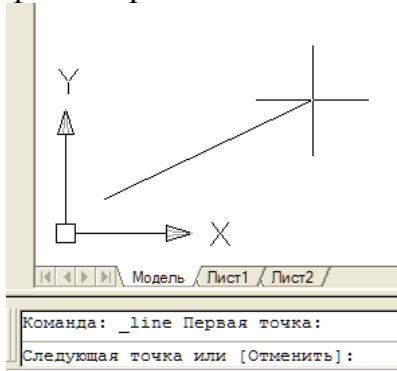 Y
X
Модель / Лист1 / Лист2 /
Команда: _line Первая точка:
Следующая точка или [Отменить]: